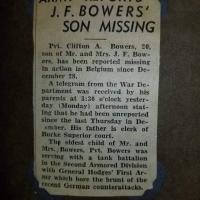 ARMY REPORTS
J. F. BOWERS'
SON MISSING
Pvt. Clifton A. Bowers, 20,
son of Mr. and Mrs. J. F. Bow-
ers, has been reported missing
in action in Belgium since De-
cember 28.
A telegram from the War De-
partment was received by his
parents at 3:30 o'clock yester-
day (Monday) afternoon stat-
ing that he had been unreported
since the last Thursday in De-
cember. His father is clerk of
Burke Superior court.
The oldest child of Mr. and
Mrs. Bowers, Pvt. Bowers was
serving with a tank battalion
in the Second Armored Division
with General Hodges' First Ar-
my which bore the brunt of the
recent German counterattacks.